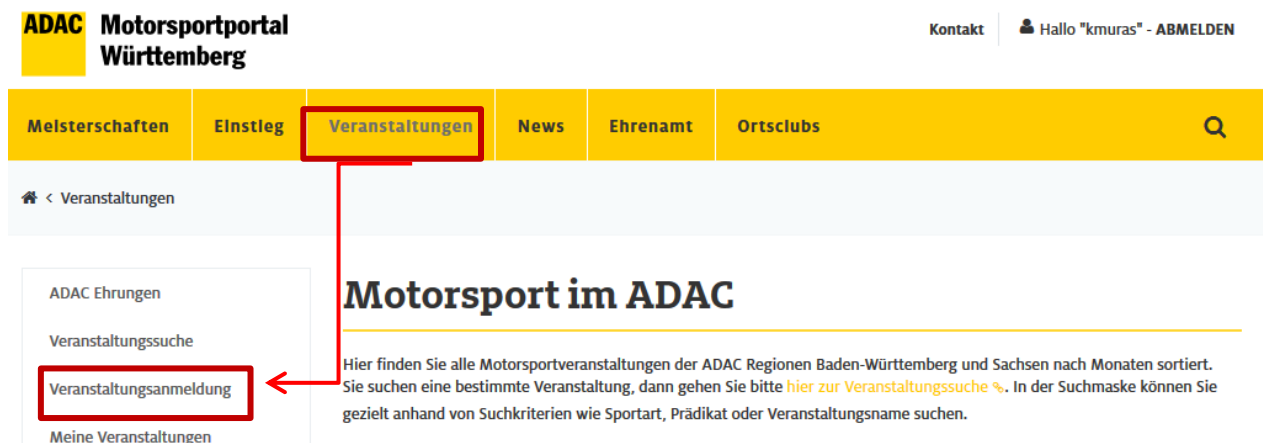 ADAC Motorsportportal
Württemberg
Kontakt
Hallo "kmuras" - ABMELDEN
Meisterschaften Einstieg Veranstaltungen News Ehrenamt Ortsclubs
< Veranstaltungen
ADAC Ehrungen
Veranstaltungssuche
Veranstaltungsanmeldung
Meine Veranstaltungen
Motorsport im ADAC
Hier finden Sie alle Motorsportveranstaltungen der ADAC Regionen Baden-Württemberg und Sachsen nach Monaten sortiert.
Sie suchen eine bestimmte Veranstaltung, dann gehen Sie bitte hier zur Veranstaltungssuche. In der Suchmaske können Sie
gezielt anhand von Suchkriterien wie Sportart, Prädikat oder Veranstaltungsname suchen.